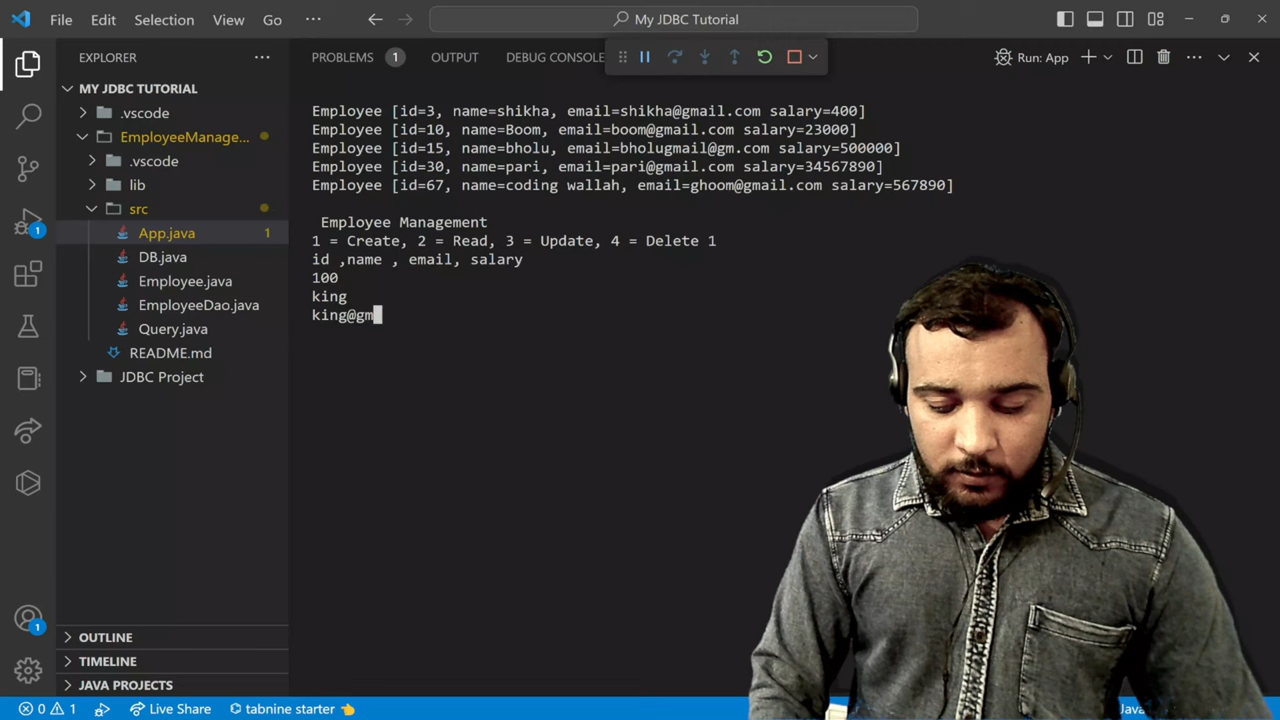 File Edit Selection View Go ··· My JDBC Tutorial
EXPLORER ···
PROBLEMS 1 OUTPUT DEBUG CONSOLE Run: App ···
MY JDBC TUTORIAL
.vscode
EmployeeManage...
.vscode
lib
src
App.java 1
DB.java
Employee.java
EmployeeDao.java
Query.java
README.md
JDBC Project
Employee [id=3, name=shikha, email=shikha@gmail.com salary=400]
Employee [id=10, name=Boom, email=boom@gmail.com salary=23000]
Employee [id=15, name=bholu, email=bholugmail@gm.com salary=500000]
Employee [id=30, name=pari, email=pari@gmail.com salary=34567890]
Employee [id=67, name=coding wallah, email=ghoom@gmail.com salary=567890]
Employee Management
1 = Create, 2 = Read, 3 = Update, 4 = Delete 1
id ,name , email, salary
100
king
king@gm
1
1
OUTLINE
TIMELINE
JAVA PROJECTS
0 1 Live Share tabnine starter Java